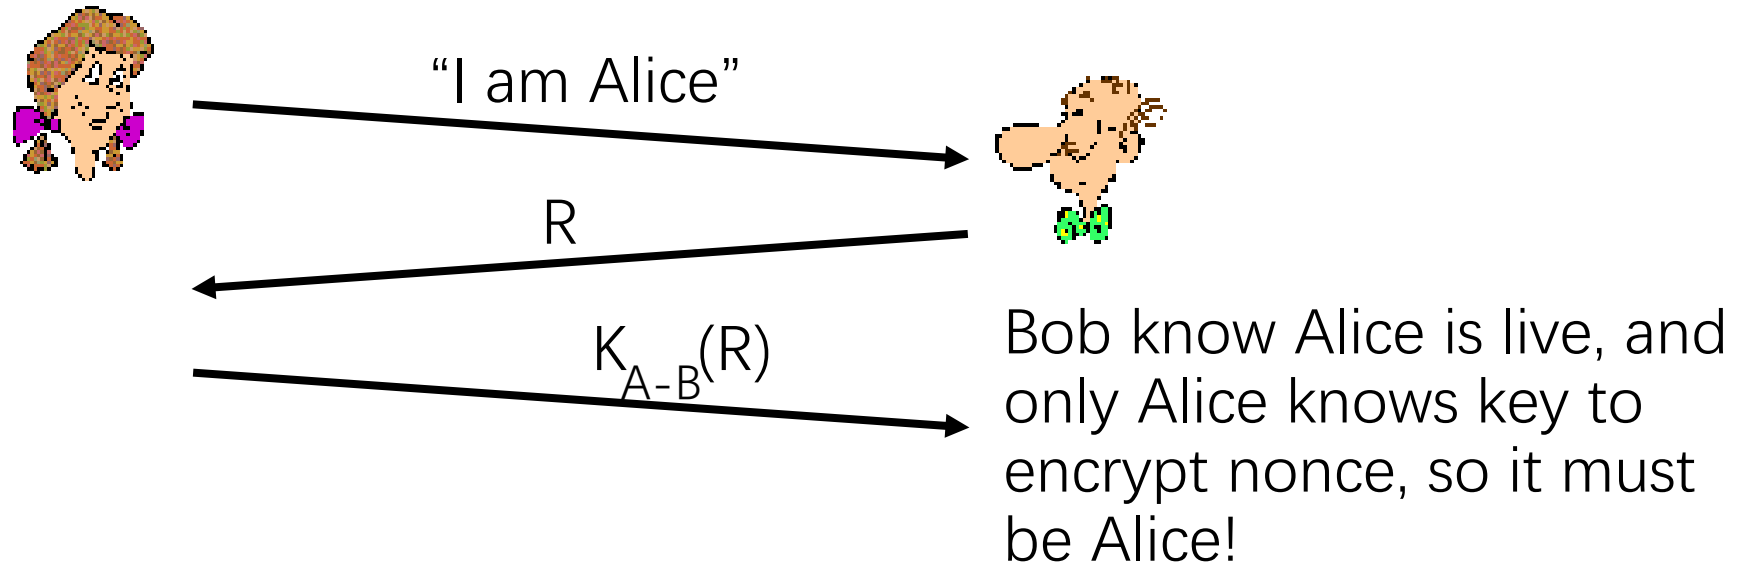 “I am Alice”
R
K_A-B(R)
Bob know Alice is live, and
only Alice knows key to
encrypt nonce, so it must
be Alice!